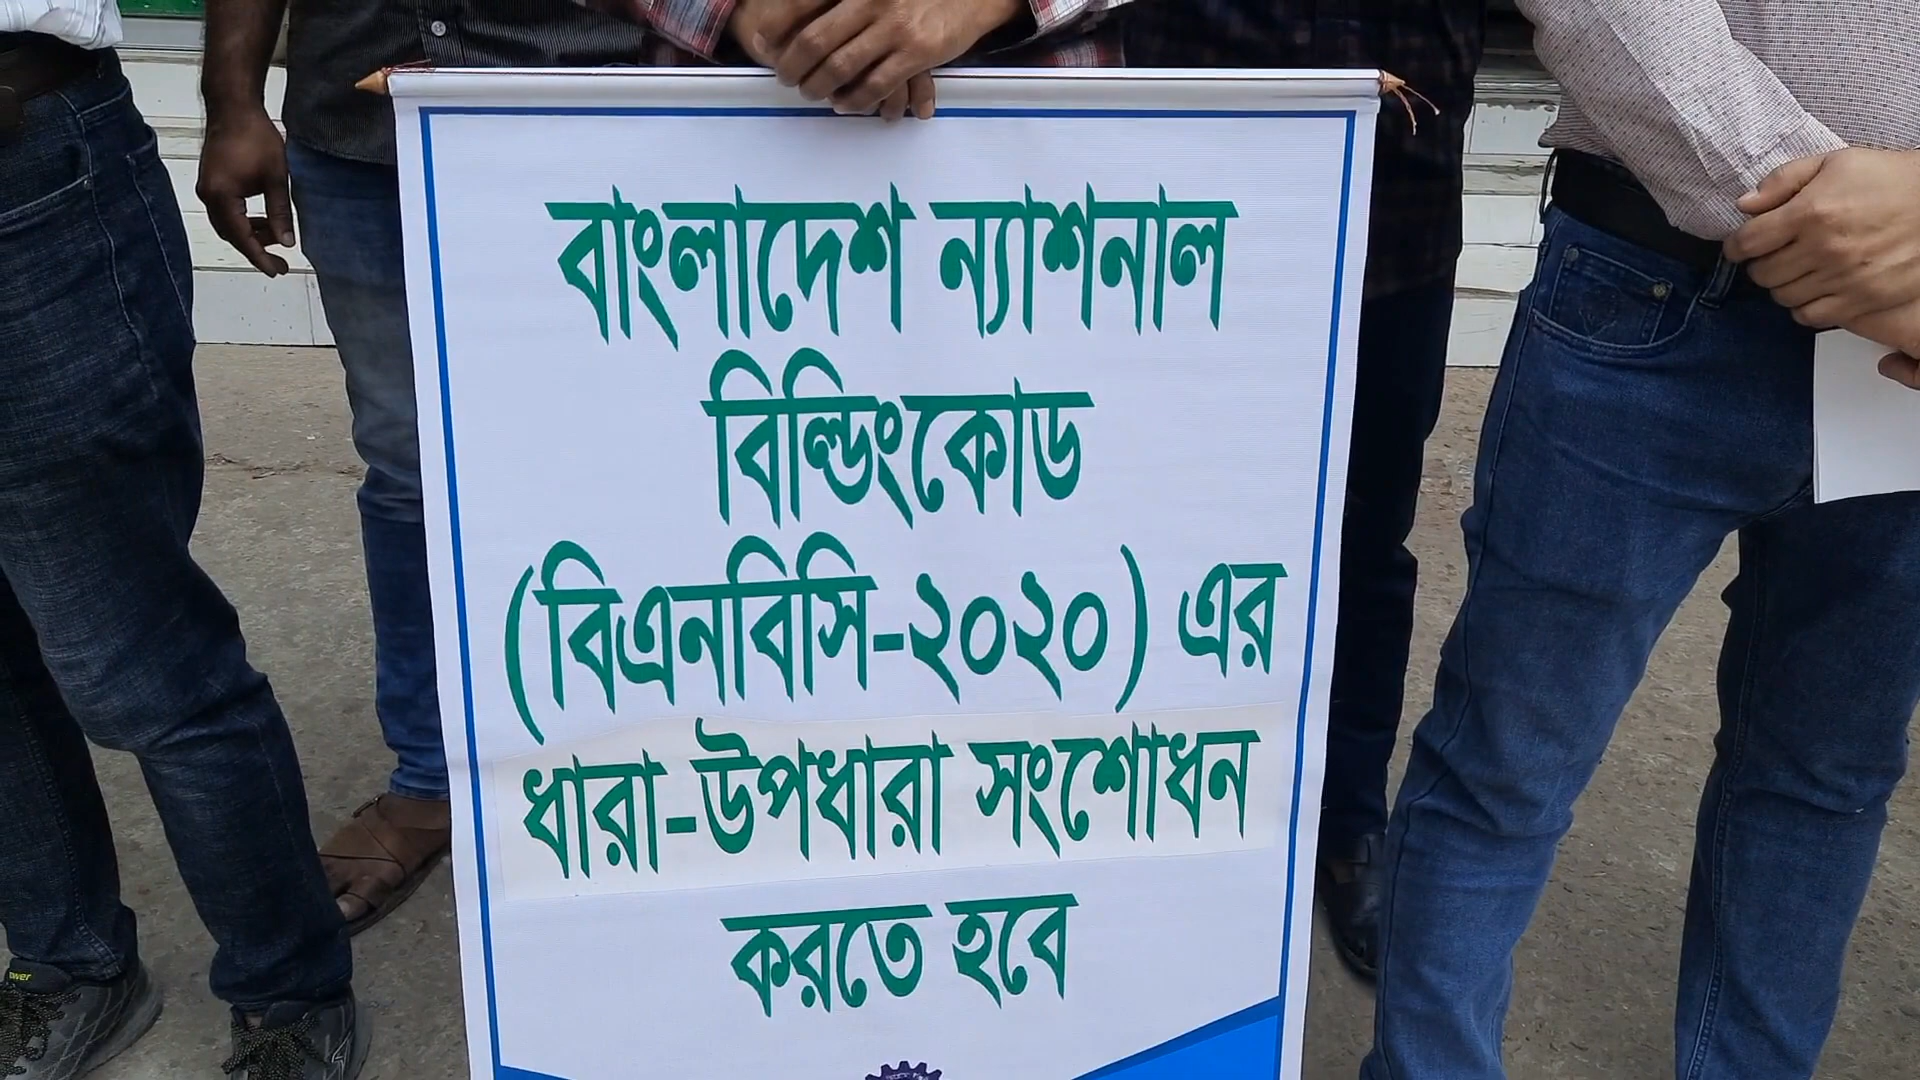 বাংলাদেশ ন্যাশনাল
বিল্ডিংকোড
(বিএনবিসি-২০২০) এর
ধারা-উপধারা সংশোধন
করতে হবে